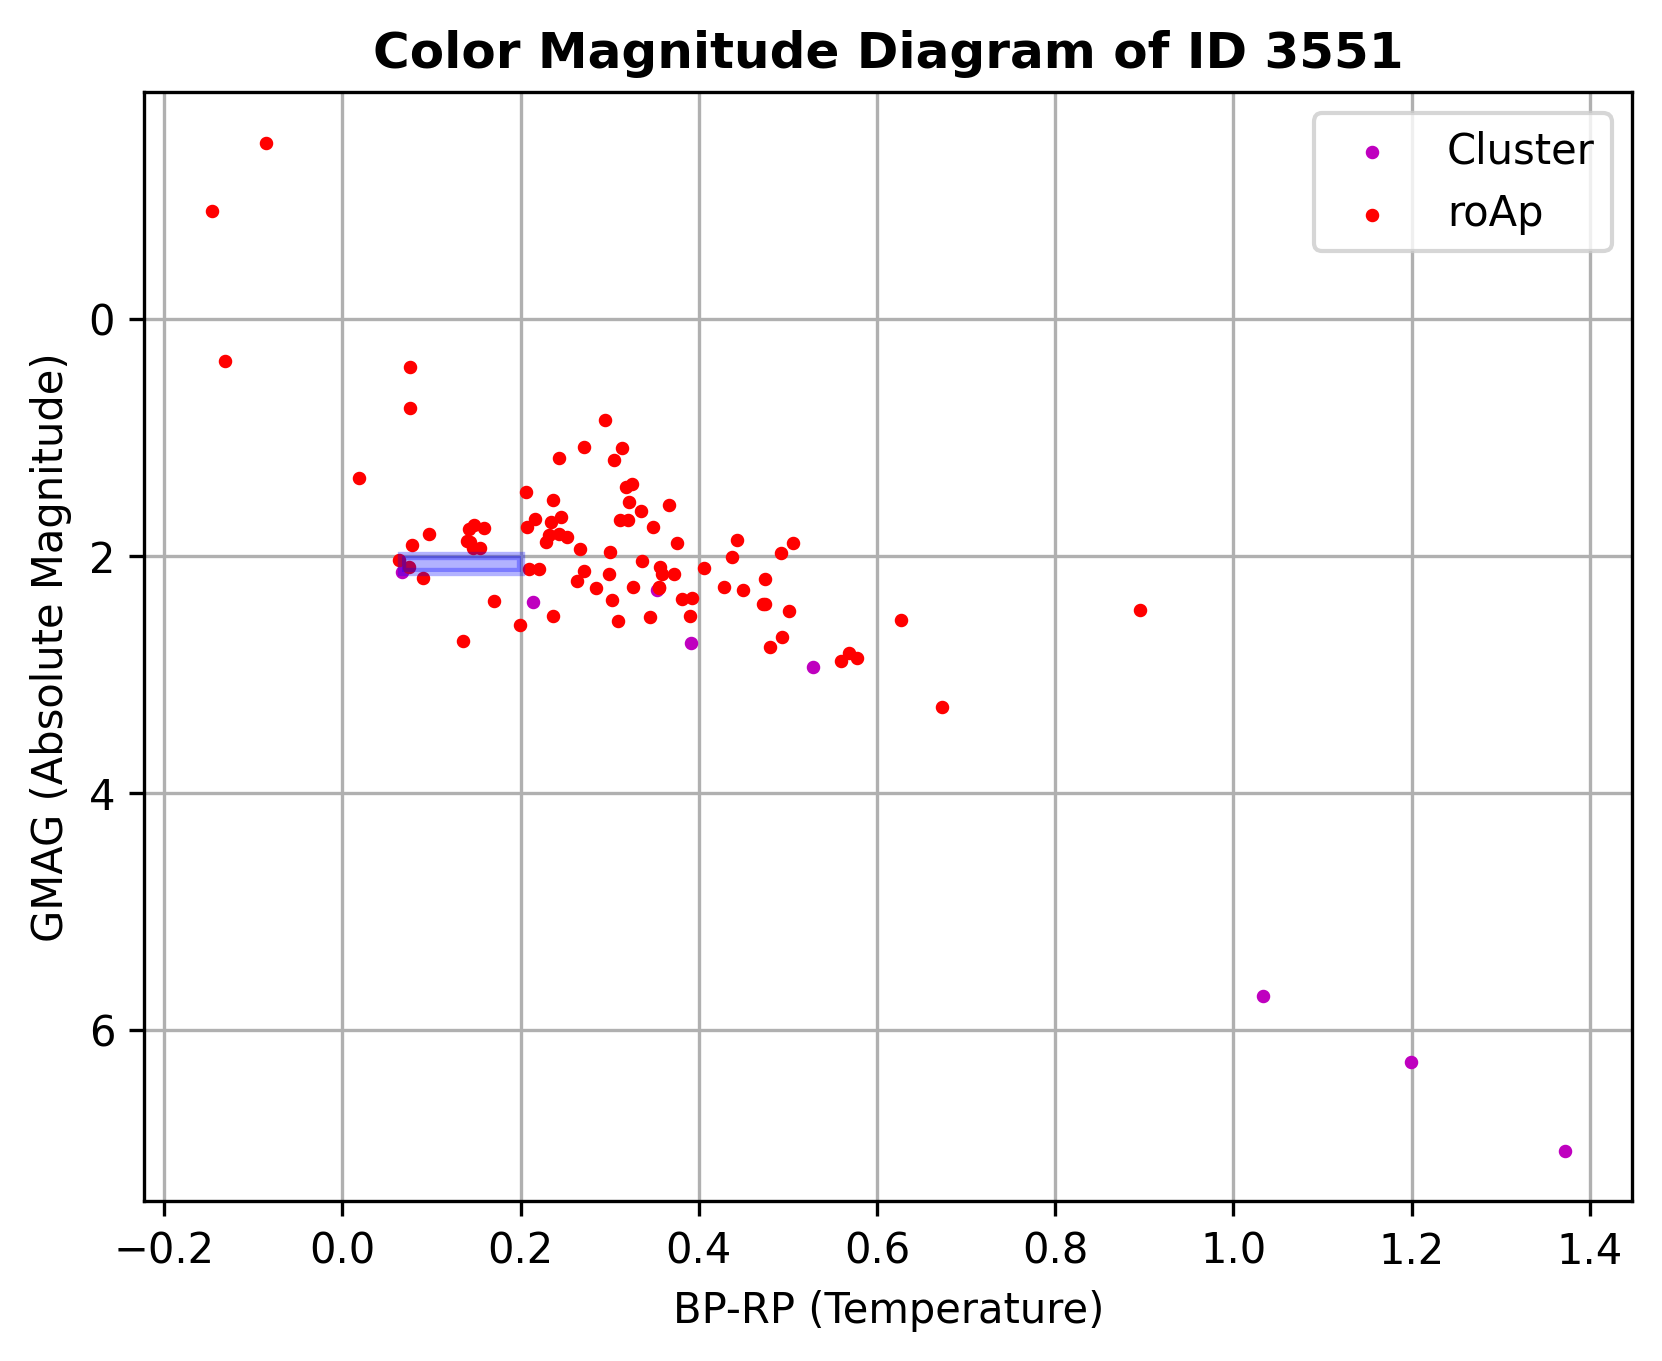 Color Magnitude Diagram of ID 3551
Cluster
roAp
GMAG (Absolute Magnitude)
0
2
4
6
−0.2 0.0 0.2 0.4 0.6 0.8 1.0 1.2 1.4
BP-RP (Temperature)